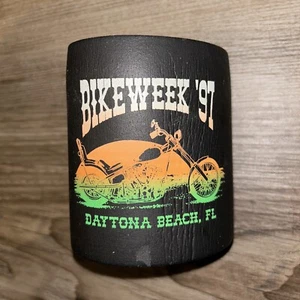 BIKEWEEK '97
DAYTONA BEACH, FL